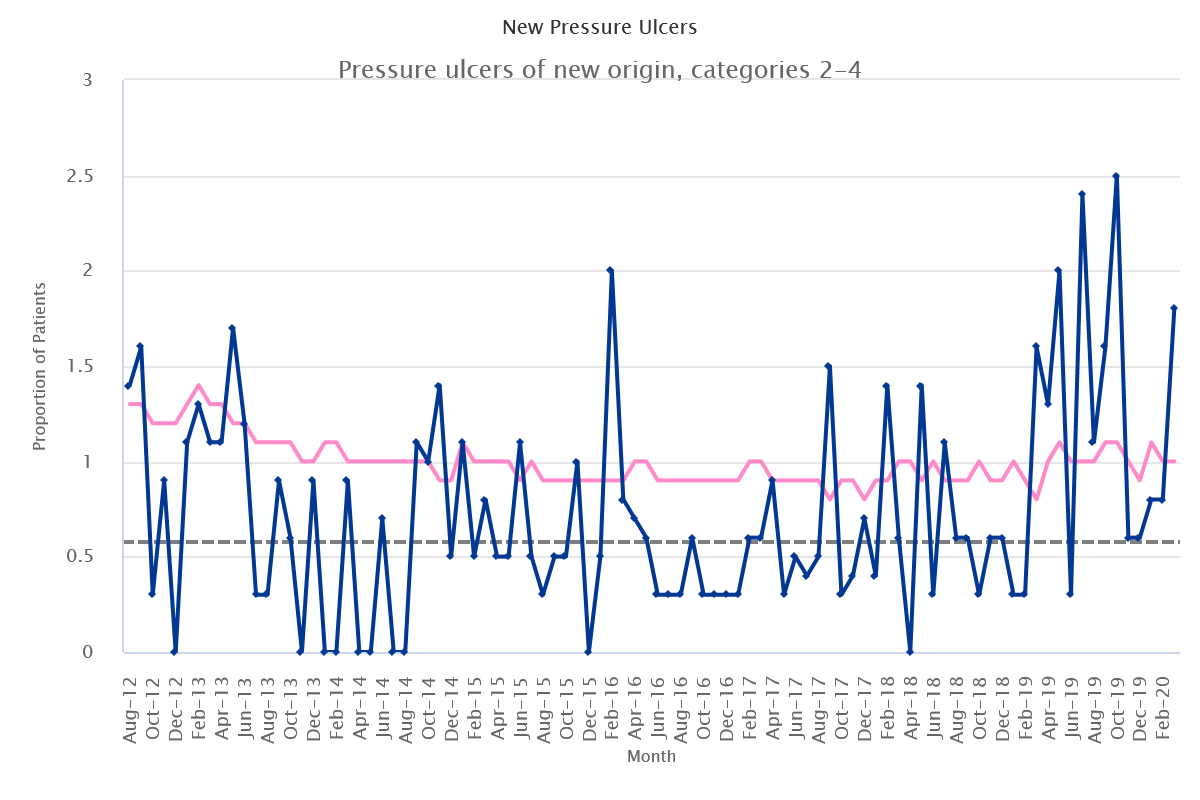 New Pressure Ulcers
Pressure ulcers of new origin, categories 2-4
3
2.5
2
1.5
1
0.5
0
Proportion of Patients
Aug-12
Oct-12
Dec-12
Feb-13
Apr-13
Jun-13
Aug-13
Oct-13
Dec-13
Feb-14
Apr-14
Jun-14
Aug-14
Oct-14
Dec-14
Feb-15
Apr-15
Jun-15
Aug-15
Oct-15
Dec-15
Feb-16
Apr-16
Jun-16
Aug-16
Oct-16
Dec-16
Feb-17
Apr-17
Jun-17
Aug-17
Oct-17
Dec-17
Feb-18
Apr-18
Jun-18
Aug-18
Oct-18
Dec-18
Feb-19
Apr-19
Jun-19
Aug-19
Oct-19
Dec-19
Feb-20
Month